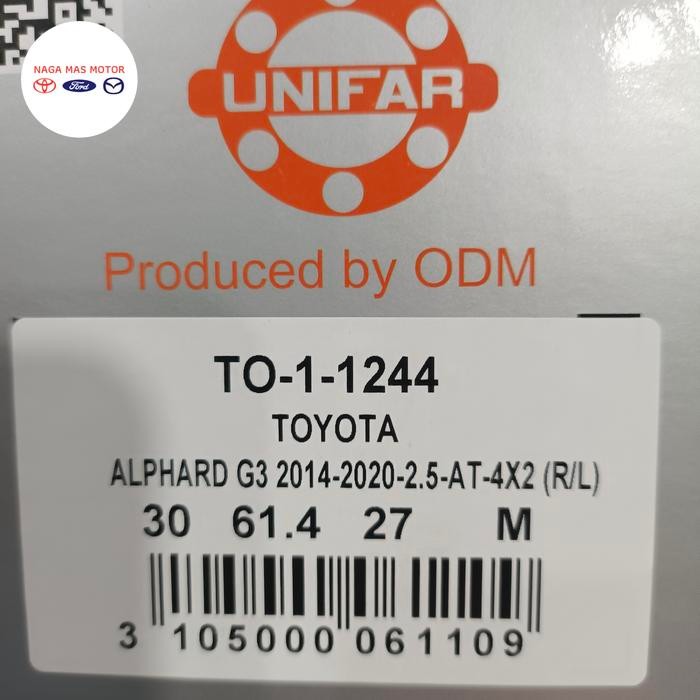 NAGA MAS MOTOR
Ford
UNIFAR
Produced by ODM
TO-1-1244
TOYOTA
ALPHARD G3 2014-2020-2.5-AT-4X2 (R/L)
30 61.4 27 M
3 105000 061109